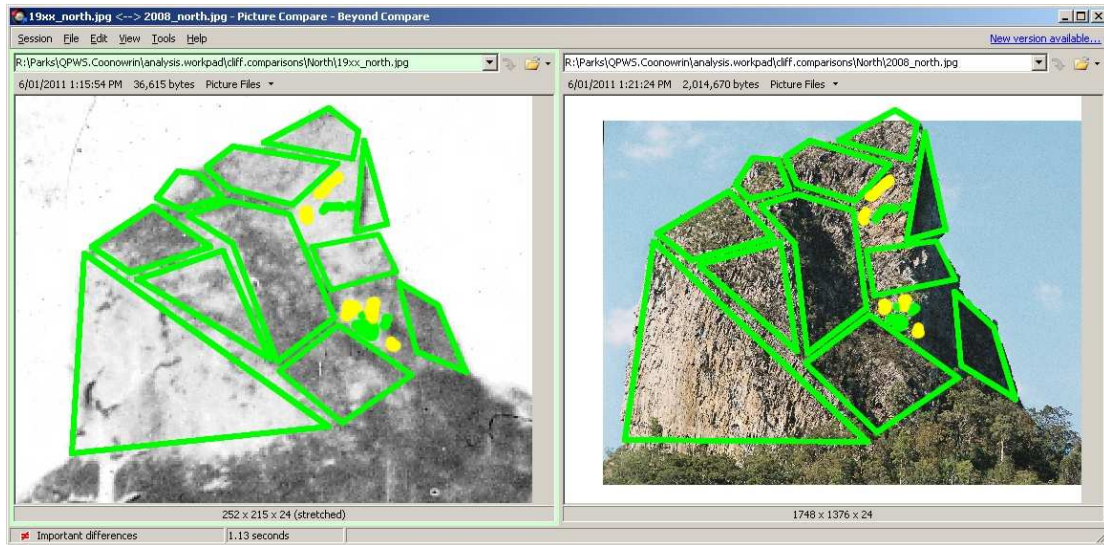 19xx_north.jpg <--> 2008_north.jpg - Picture Compare - Beyond Compare
Session File Edit View Tools Help New version available...
R:\Parks\QPWS.Coonowrin\analysis.workpad\cliff.comparisons\North\19xx_north.jpg
6/01/2011 1:15:54 PM 36,615 bytes Picture Files
R:\Parks\QPWS.Coonowrin\analysis.workpad\cliff.comparisons\North\2008_north.jpg
6/01/2011 1:21:24 PM 2,014,670 bytes Picture Files
252 x 215 x 24 (stretched)
1748 x 1376 x 24
Important differences 1.13 seconds